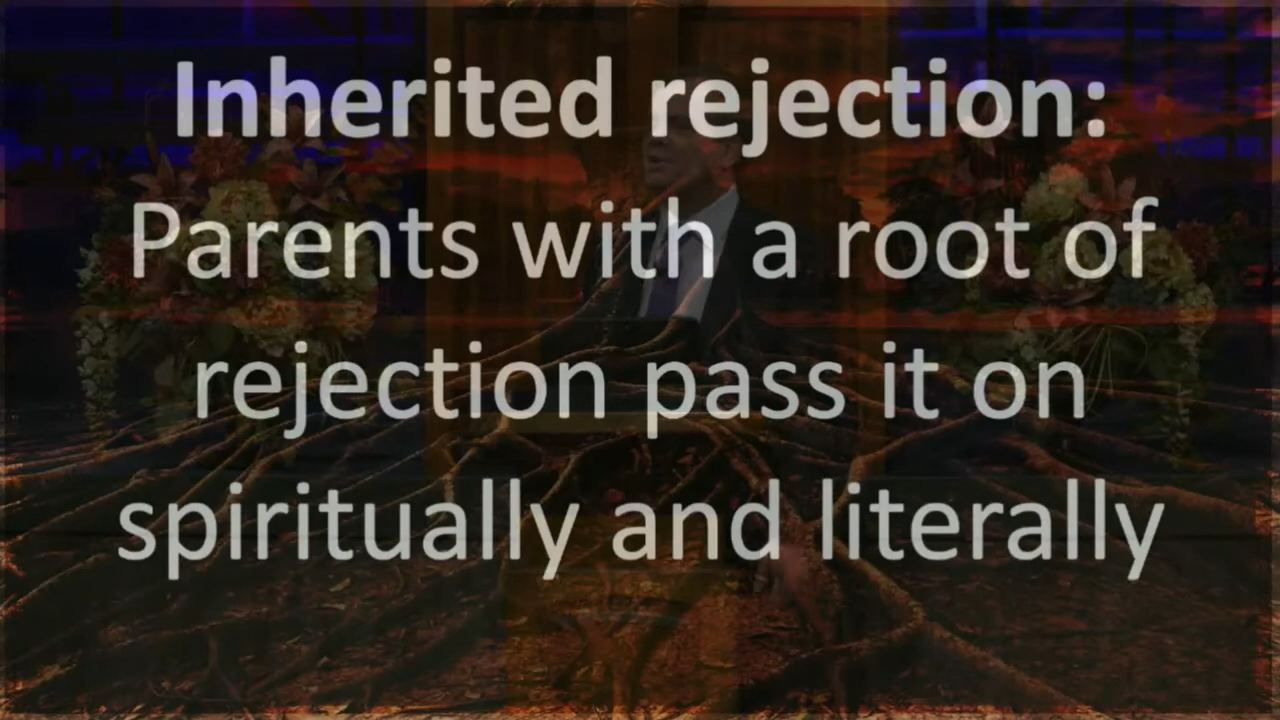 Inherited rejection:
Parents with a root of
rejection pass it on
spiritually and literally